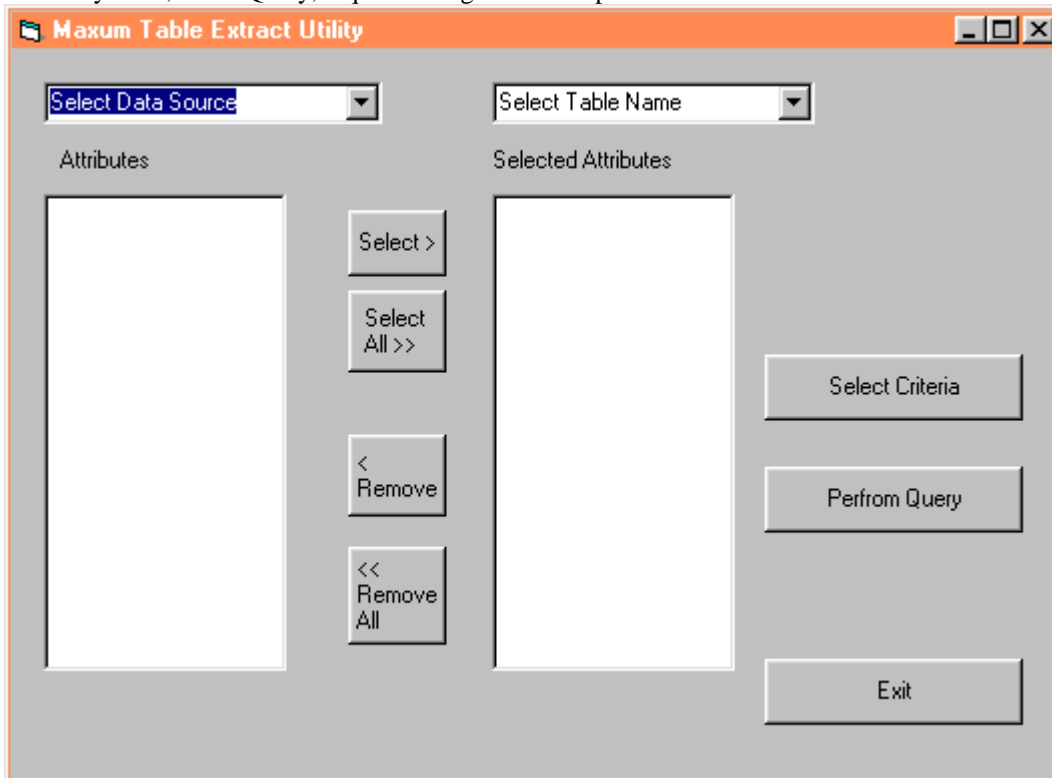 Maxum Table Extract Utility
Select Data Source
Select Table Name
Attributes
Selected Attributes
Select >
Select
All >>
<
Remove
<<
Remove
All
Select Criteria
Perfrom Query
Exit